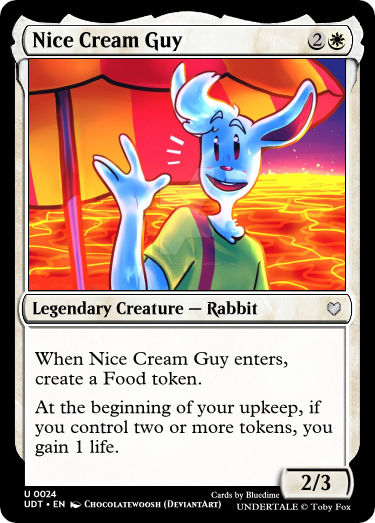 Nice Cream Guy 2
Legendary Creature — Rabbit
When Nice Cream Guy enters,
create a Food token.
At the beginning of your upkeep, if
you control two or more tokens, you
gain 1 life.
2/3
U 0024
UDT • EN Chocolatewoosh (DeviantArt)
Cards by Bluedime
UNDERTALE © Toby Fox